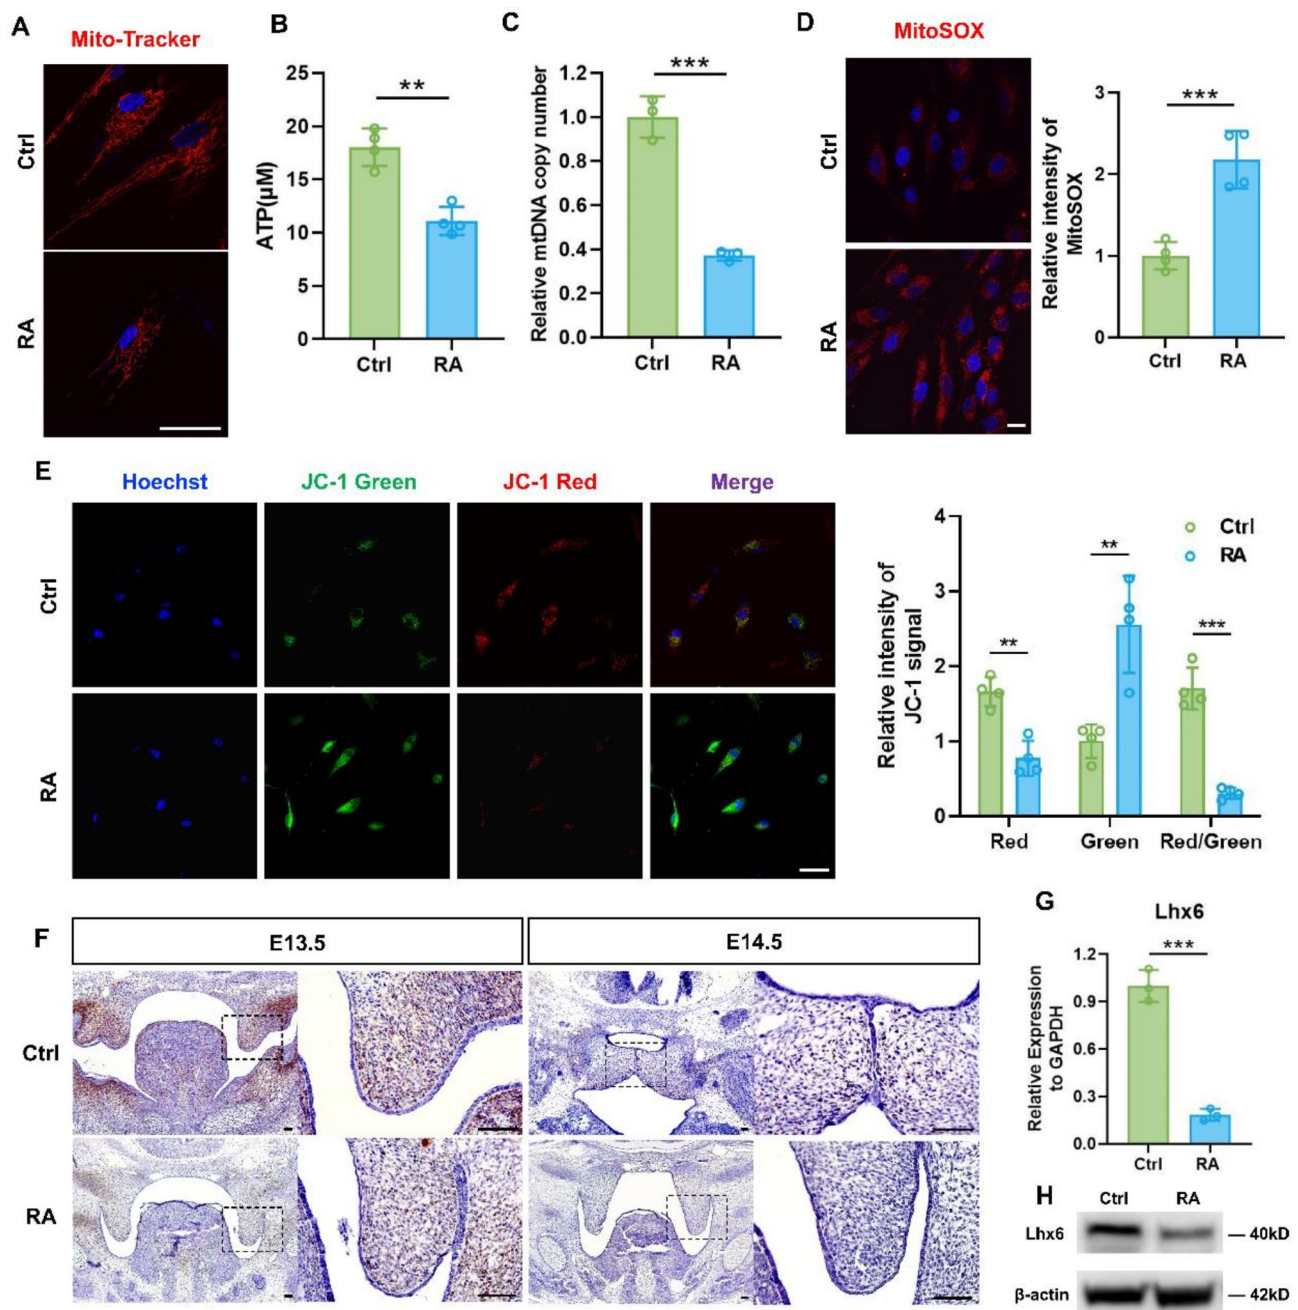 A
Mito-Tracker
Ctrl
RA
B
ATP(μM)
25
20
15
10
5
0
**
Ctrl
RA
C
Relative mtDNA copy number
1.2
1.0
0.8
0.6
0.4
0.2
0.0
***
Ctrl
RA
D
MitoSOX
Ctrl
RA
Relative intensity of
MitoSOX
3
2
1
0
***
Ctrl
RA
E
Hoechst
JC-1 Green
JC-1 Red
Merge
Ctrl
RA
Relative intensity of
JC-1 signal
4
3
2
1
0
**
**
***
Ctrl
RA
Red
Green
Red/Green
F
E13.5
E14.5
Ctrl
RA
G
Lhx6
Relative Expression
to GAPDH
1.2
0.9
0.6
0.3
0.0
***
Ctrl
RA
H
Ctrl
RA
Lhx6
40kD
β-actin
42kD